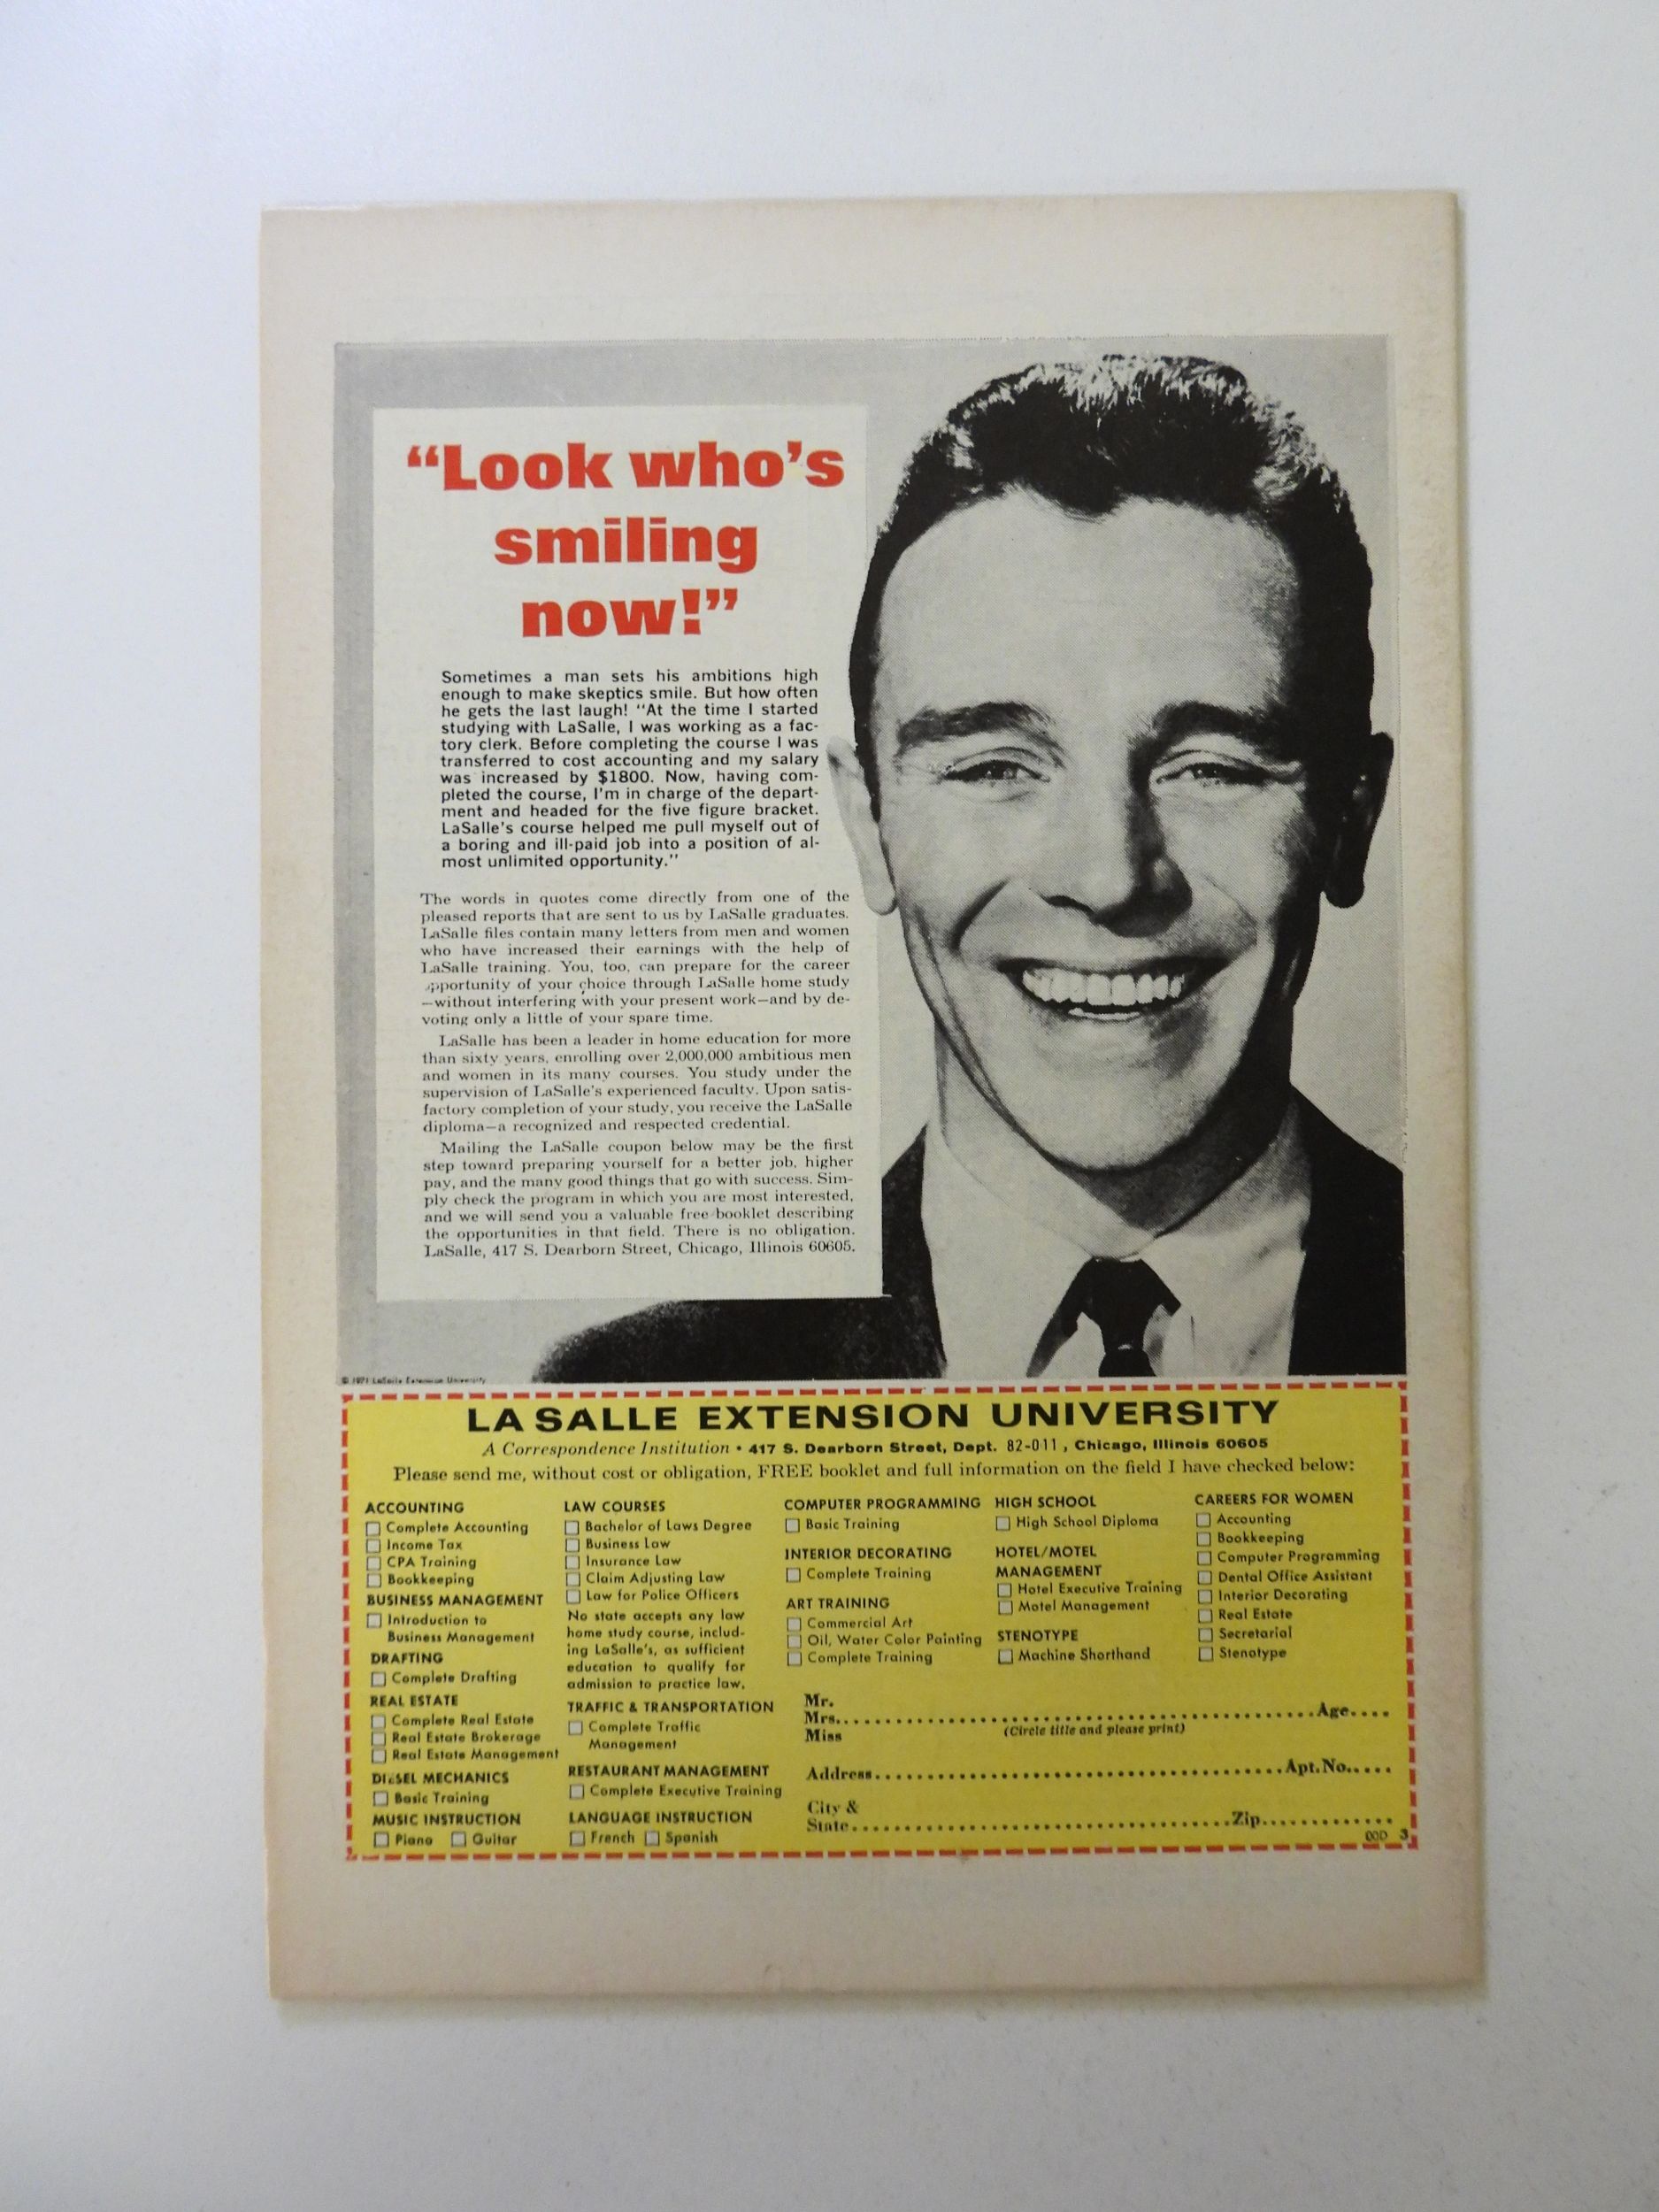 “Look who's
smiling
now!”
Sometimes a man sets his ambitions high
enough to make skeptics smile. But how often
he gets the last laugh! “At the time I started
studying with LaSalle, I was working as a fac-
tory clerk. Before completing the course I was
transferred to cost accounting and my salary
was increased by $1800. Now, having com-
pleted the course, I'm in charge of the depart-
ment and headed for the five figure bracket.
LaSalle's course helped me pull myself out of
a boring and ill-paid job into a position of al-
most unlimited opportunity.”
The words in quotes come directly from one of the
pleased reports that are sent to us by LaSalle graduates.
LaSalle files contain many letters from men and women
who have increased their earnings with the help of
LaSalle training. You, too, can prepare for the career
opportunity of your choice through LaSalle home study
—without interfering with your present work—and by de-
voting only a little of your spare time.
LaSalle has been a leader in home education for more
than sixty years, enrolling over 2,000,000 ambitious men
and women in its many courses. You study under the
supervision of LaSalle's experienced faculty. Upon satis-
factory completion of your study, you receive the LaSalle
diploma—a recognized and respected credential.
Mailing the LaSalle coupon below may be the first
step toward preparing yourself for a better job, higher
pay, and the many good things that go with success. Sim-
ply check the program in which you are most interested,
and we will send you a valuable free booklet describing
the opportunities in that field. There is no obligation.
LaSalle, 417 S. Dearborn Street, Chicago, Illinois 60605.
© 1971 LaSalle Extension University
LA SALLE EXTENSION UNIVERSITY
A Correspondence Institution • 417 S. Dearborn Street, Dept. 82-011, Chicago, Illinois 60605
Please send me, without cost or obligation, FREE booklet and full information on the field I have checked below:
ACCOUNTING
Complete Accounting
Income Tax
CPA Training
Bookkeeping
BUSINESS MANAGEMENT
Introduction to
Business Management
DRAFTING
Complete Drafting
REAL ESTATE
Complete Real Estate
Real Estate Brokerage
Real Estate Management
DIESEL MECHANICS
Basic Training
MUSIC INSTRUCTION
Piano Guitar
LAW COURSES
Bachelor of Laws Degree
Business Law
Insurance Law
Claim Adjusting Law
Law for Police Officers
No state accepts any law
home study course, includ-
ing LaSalle's, as sufficient
education to qualify for
admission to practice law.
TRAFFIC & TRANSPORTATION
Complete Traffic
Management
RESTAURANT MANAGEMENT
Complete Executive Training
LANGUAGE INSTRUCTION
French Spanish
COMPUTER PROGRAMMING
Basic Training
INTERIOR DECORATING
Complete Training
ART TRAINING
Commercial Art
Oil, Water Color Painting
Complete Training
HIGH SCHOOL
High School Diploma
HOTEL/MOTEL
MANAGEMENT
Hotel Executive Training
Motel Management
STENOTYPE
Machine Shorthand
CAREERS FOR WOMEN
Accounting
Bookkeeping
Computer Programming
Dental Office Assistant
Interior Decorating
Real Estate
Secretarial
Stenotype
Mr.
Mrs. Age
Miss (Circle title and please print)
Address Apt.No.
City &
State Zip
00D 3